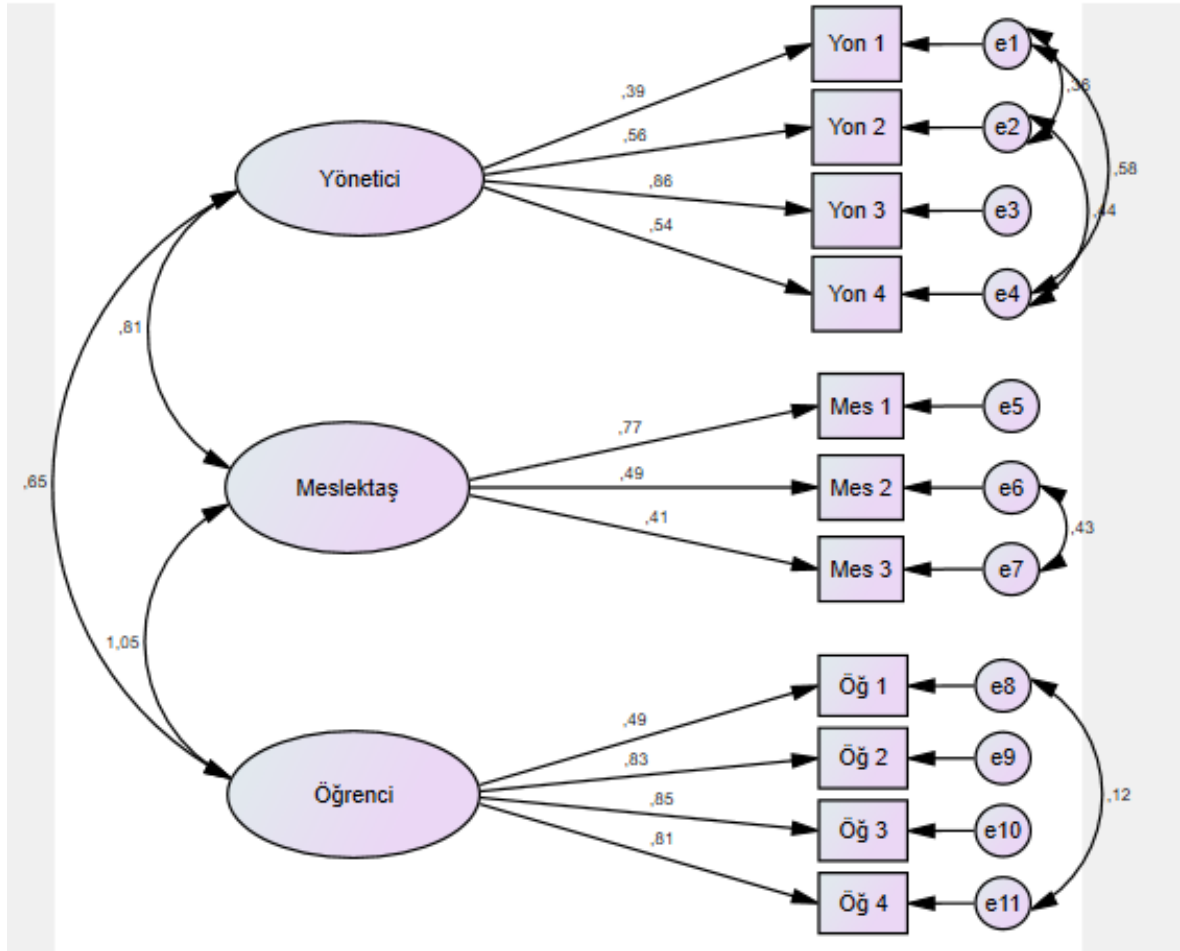 Yon 1
e1
,39
,36
Yon 2
e2
,56
Yönetici
,58
,86
Yon 3
e3
,44
,54
Yon 4
e4
,81
Mes 1
e5
,77
,65
Meslektaş
,49
Mes 2
e6
,43
,41
Mes 3
e7
1,05
Öğ 1
e8
,49
Öğ 2
e9
,83
Öğrenci
,12
,85
Öğ 3
e10
,81
Öğ 4
e11